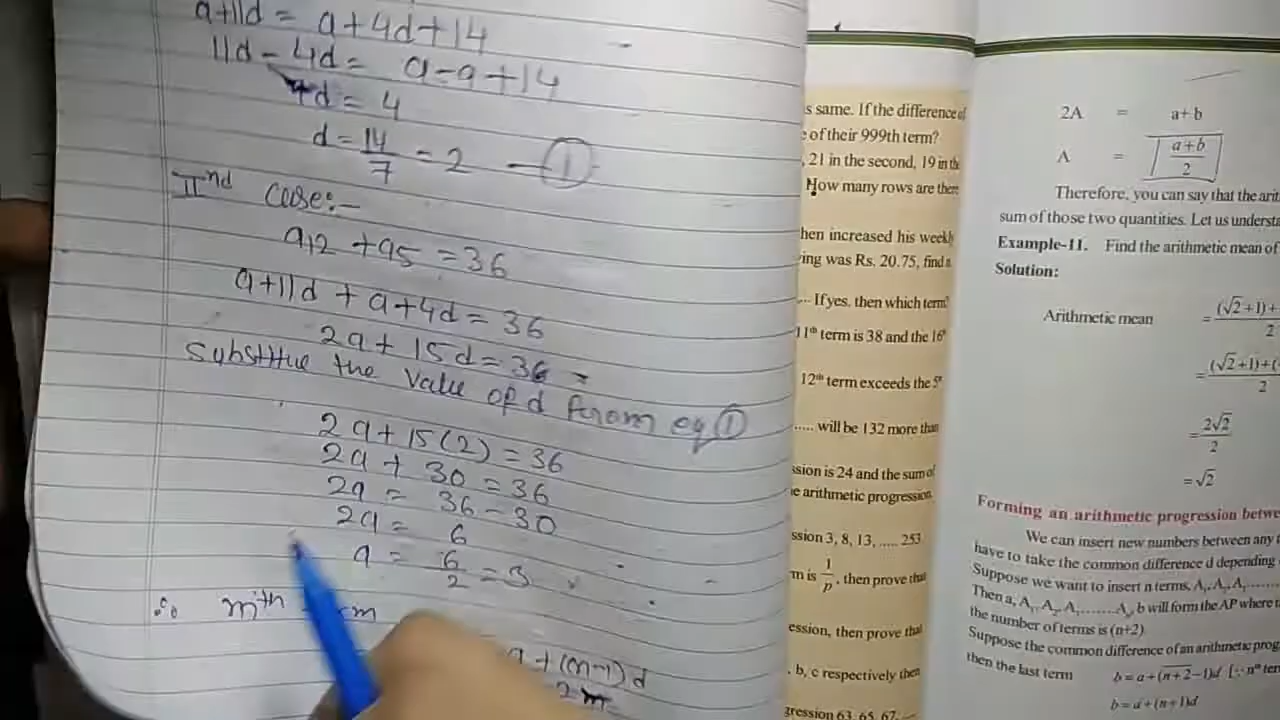 a+11d = a+4d+14
11d - 4d = a-a+14
7d = 4
d = 14/7 = 2 — ①
IInd Case:-
a12 + a5 = 36
a+11d + a+4d = 36
2a + 15d = 36
Substitue the Value of d from eq ①
2a + 15(2) = 36
2a + 30 = 36
2a = 36 - 30
2a = 6
a = 6/2 = 3
∴ mth
a + (m-1)d
s same. If the difference of
of their 999th term?
, 21 in the second, 19 in the
How many rows are there
hen increased his weekly
ing was Rs. 20.75, find
... If yes. then which term?
11th term is 38 and the 16
12th term exceeds the 5
..... will be 132 more than
ssion is 24 and the sum of
e arithmetic progression.
ssion 3, 8, 13, ..... 253
m is 1/p, then prove that
ession, then prove that
, b, c respectively then
gression 63, 65, 67,
2A = a+b
A = a+b/2
Therefore, you can say that the arit
sum of those two quantities. Let us understa
Example-11. Find the arithmetic mean of
Solution:
Arithmetic mean = (√2+1)+ 2
= (√2+1)+( 2
= 2√2/2
= √2
Forming an arithmetic progression betwe
We can insert new numbers between any t
have to take the common difference d depending
Suppose we want to insert n terms, A₁, A₂, A₃.......
Then a, A₁, A₂, A₃.......Aₙ, b will form the AP where
the number of terms is (n+2)
Suppose the common difference of an arithmetic prog
then the last term b = a+(n+2-1)d [∵ nth ter
b = a+(n+1)d